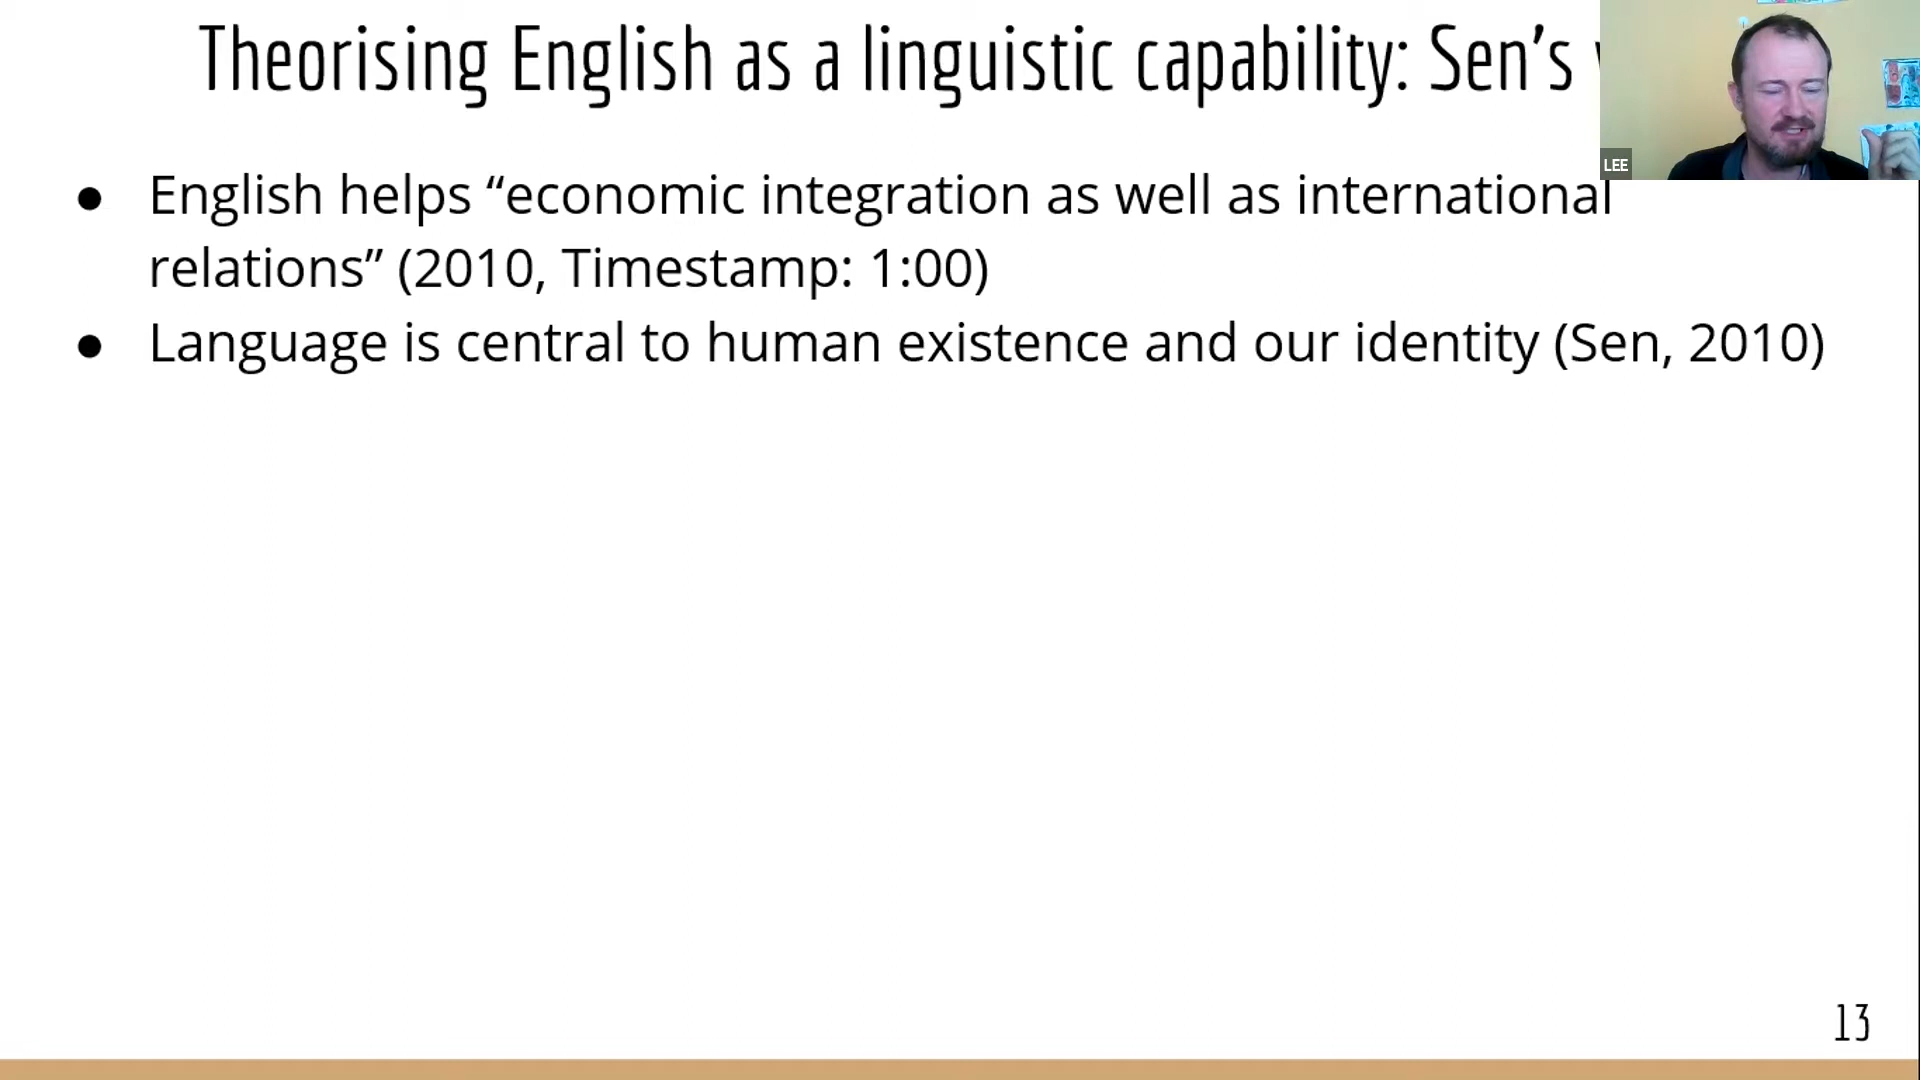 Theorising English as a linguistic capability: Sen’s
LEE
● English helps “economic integration as well as international
relations” (2010, Timestamp: 1:00)
● Language is central to human existence and our identity (Sen, 2010)
13